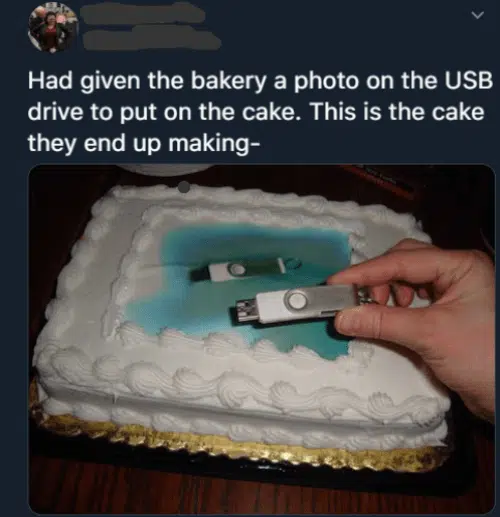 Had given the bakery a photo on the USB
drive to put on the cake. This is the cake
they end up making-